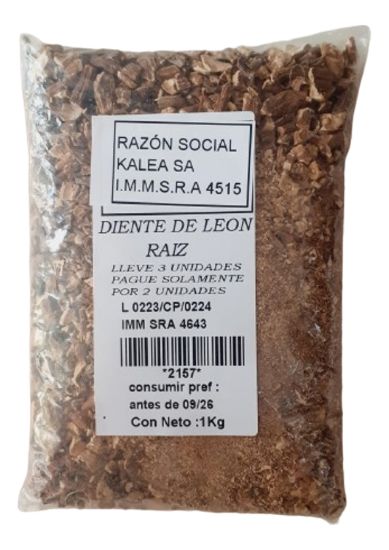 RAZÓN SOCIAL
KALEA SA
I.M.M.S.R.A 4515
DIENTE DE LEON
RAIZ
LLEVE 3 UNIDADES
PAGUE SOLAMENTE
POR 2 UNIDADES
L 0223/CP/0224
IMM SRA 4643
*2157*
consumir pref :
antes de 09/26
Con Neto :1Kg